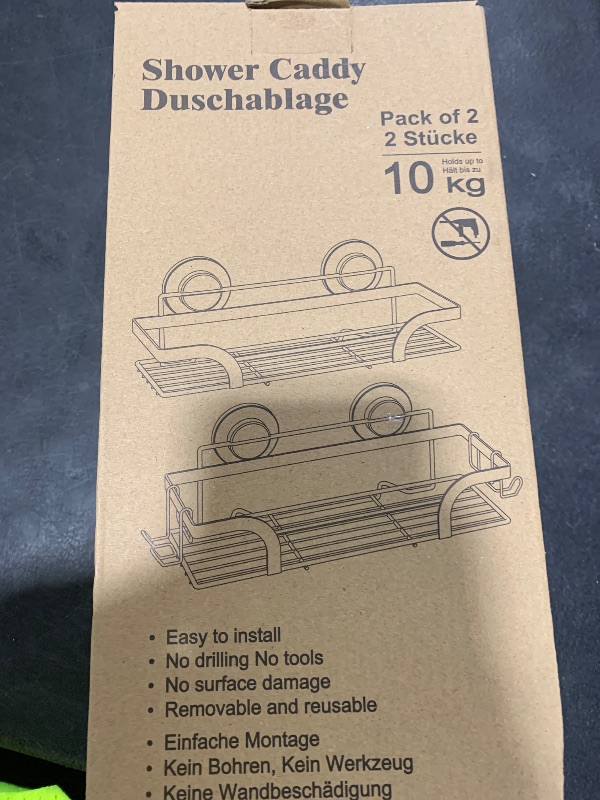 Shower Caddy
Duschablage
Pack of 2
2 Stücke
Holds up to
Hält bis zu
10 kg
• Easy to install
• No drilling No tools
• No surface damage
• Removable and reusable
• Einfache Montage
• Kein Bohren, Kein Werkzeug
• Keine Wandbeschädigung